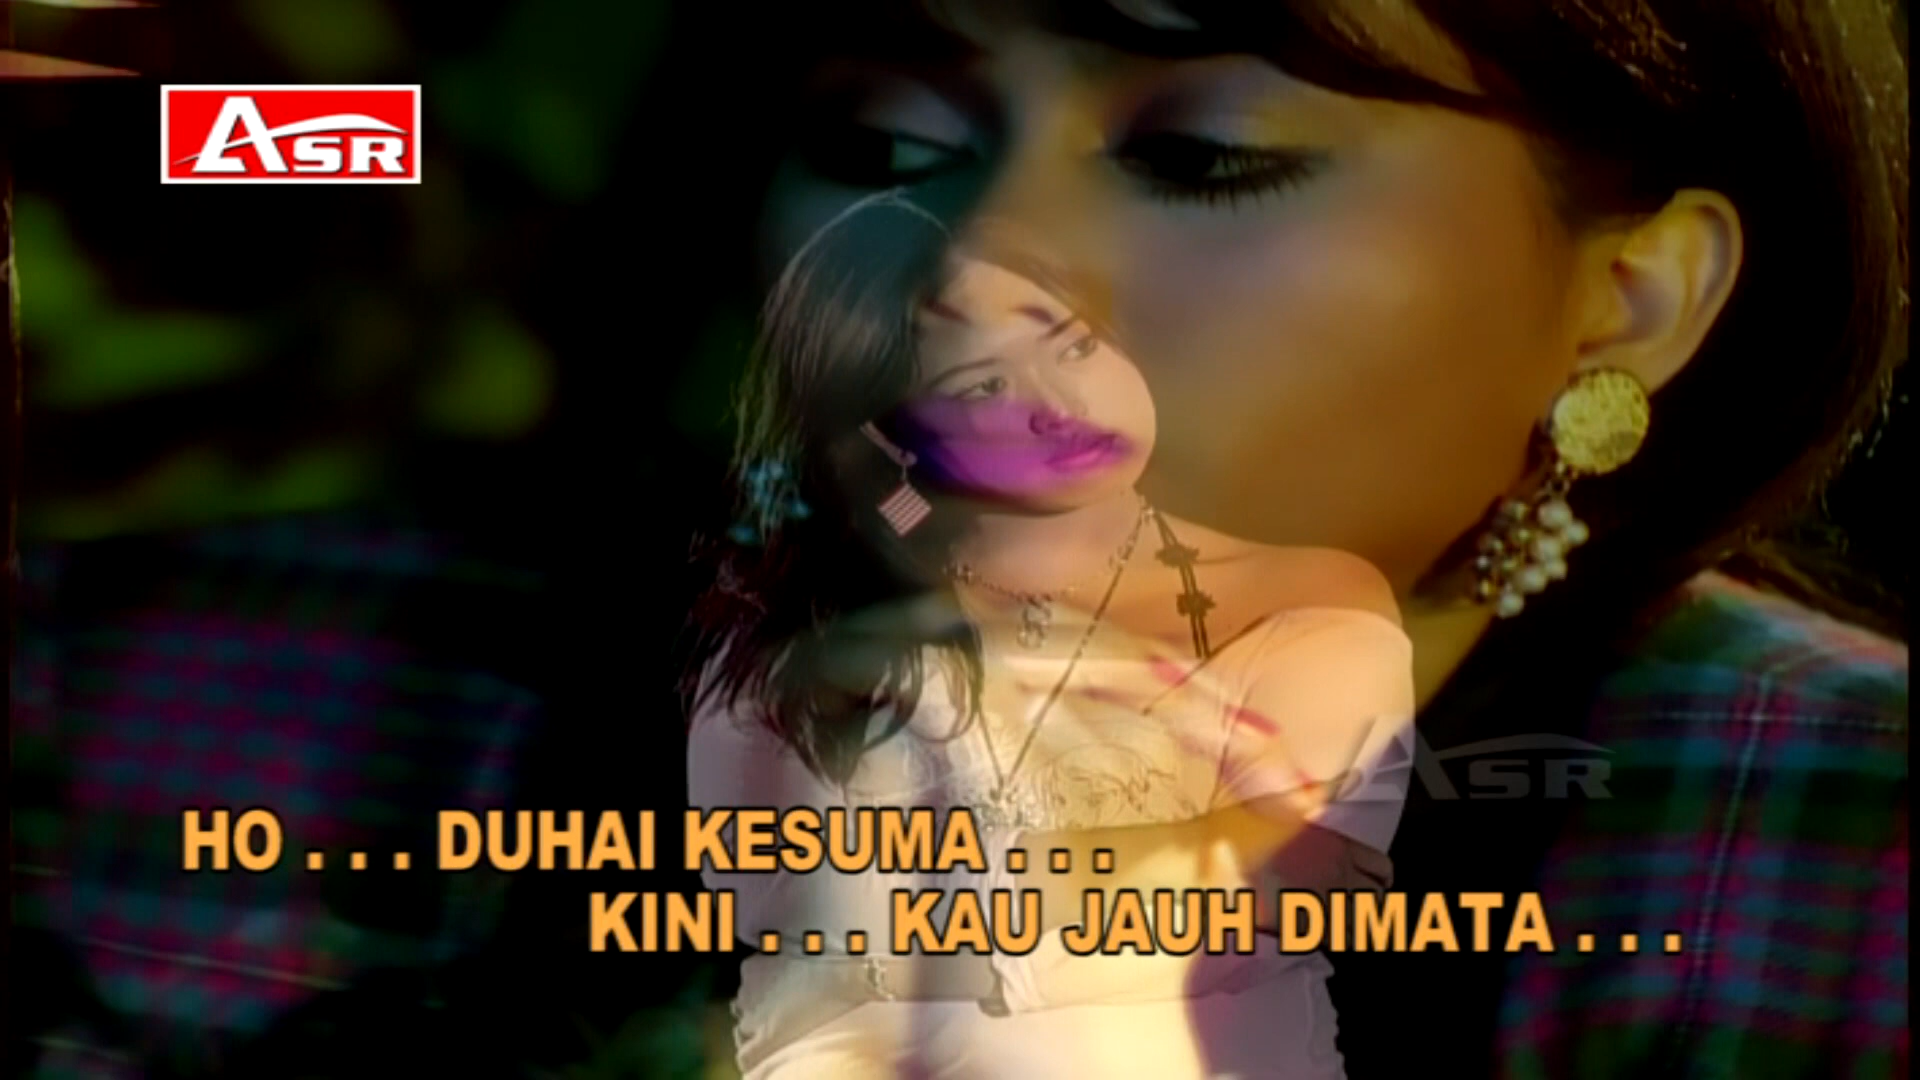 ASR
HO . . . DUHAI KESUMA . . .
KINI . . . KAU JAUH DIMATA . . .
ASR